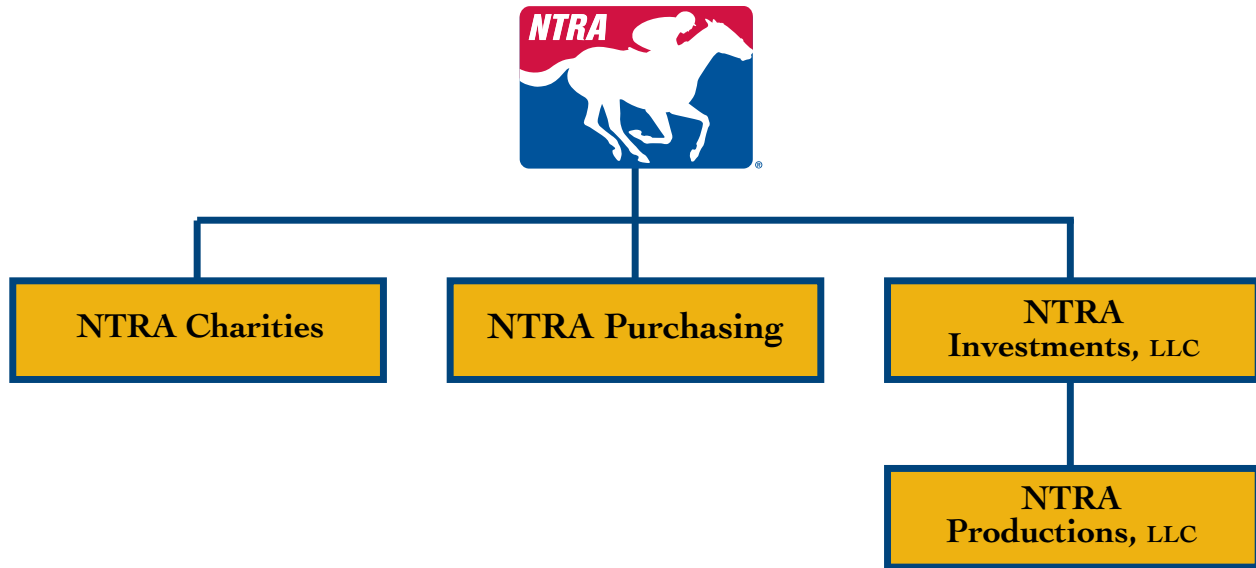 NTRA
®
NTRA Charities
NTRA Purchasing
NTRA
Investments, LLC
NTRA
Productions, LLC